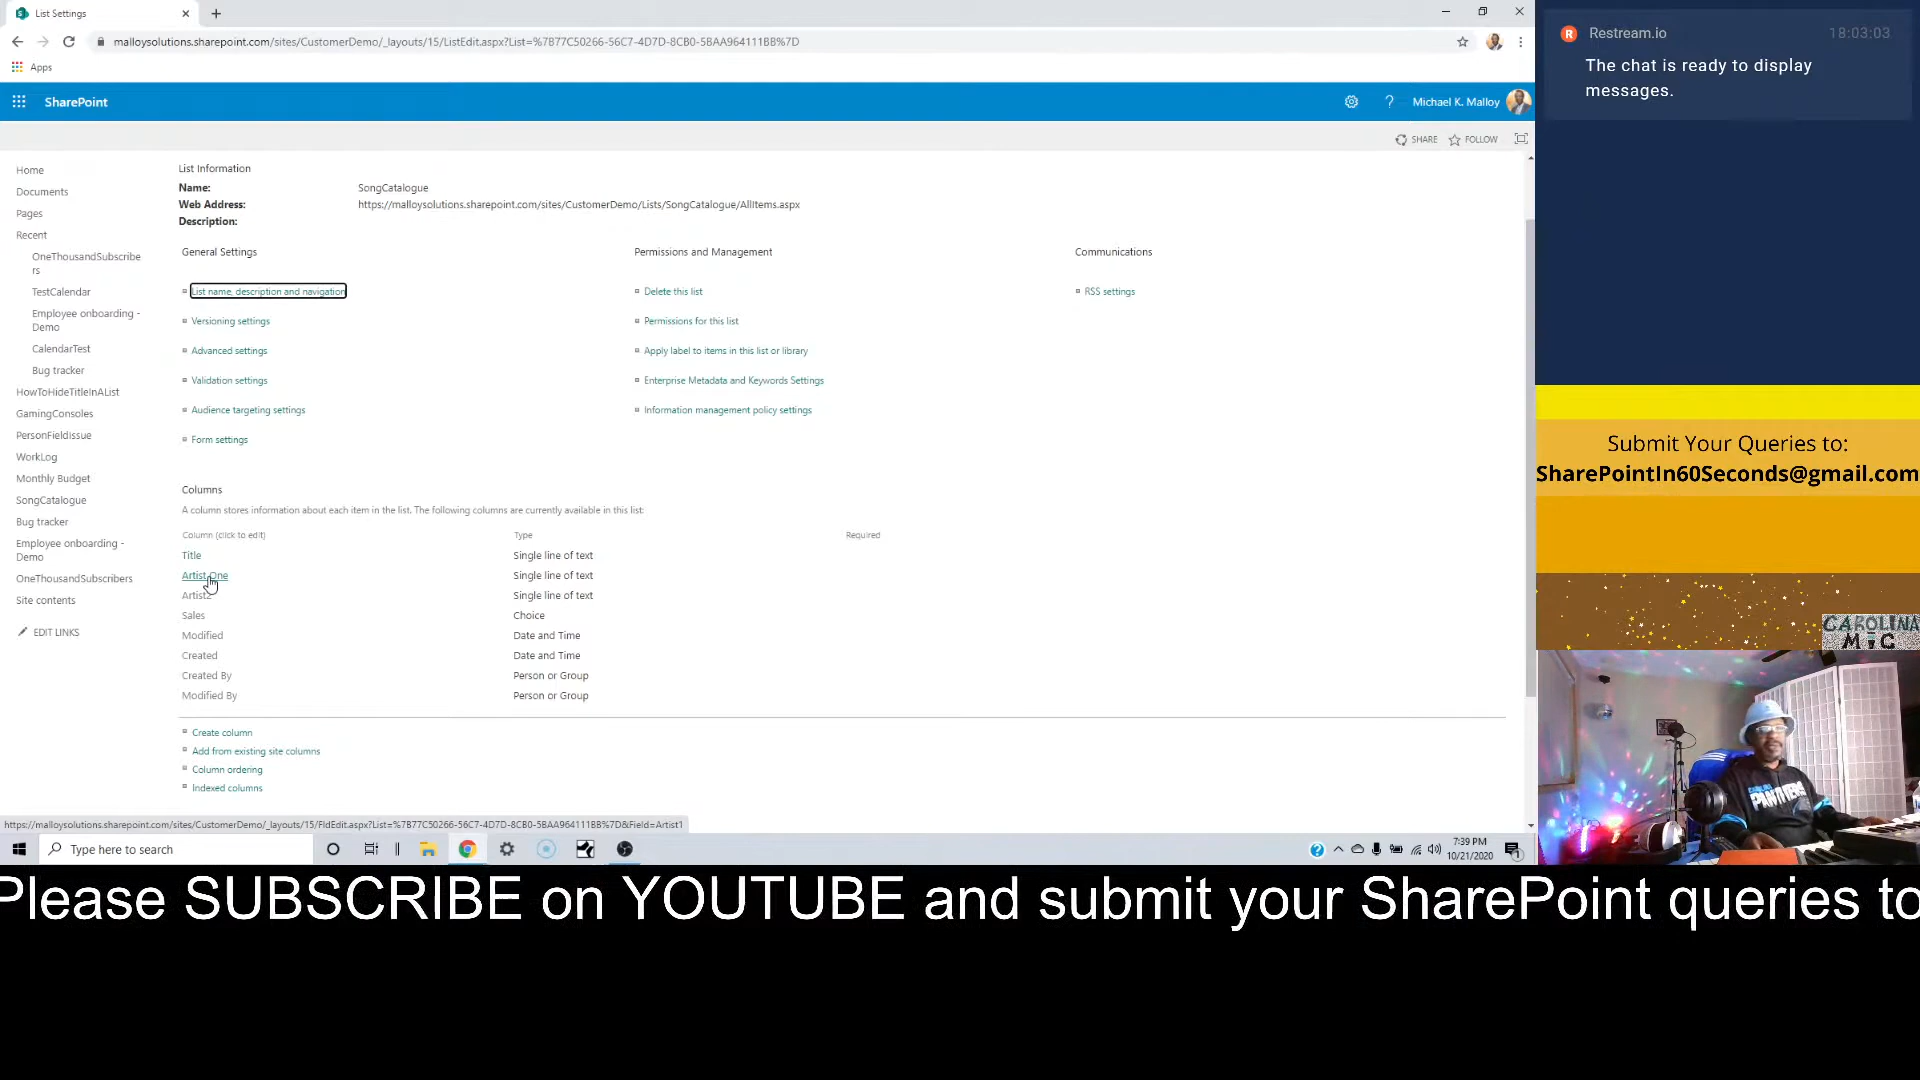 List Settings
malloysolutions.sharepoint.com/sites/CustomerDemo/_layouts/15/ListEdit.aspx?List=%7B77C50266-56C7-4D7D-8CB0-5BAA964111BB%7D
Apps
SharePoint
Michael K. Malloy
SHARE
FOLLOW
Home
Documents
Pages
Recent
OneThousandSubscribe
rs
TestCalendar
Employee onboarding -
Demo
CalendarTest
Bug tracker
HowToHideTitleInAList
GamingConsoles
PersonFieldIssue
WorkLog
Monthly Budget
SongCatalogue
Bug tracker
Employee onboarding -
Demo
OneThousandSubscribers
Site contents
EDIT LINKS
List Information
Name: SongCatalogue
Web Address: https://malloysolutions.sharepoint.com/sites/CustomerDemo/Lists/SongCatalogue/AllItems.aspx
Description:
General Settings
List name, description and navigation
Versioning settings
Advanced settings
Validation settings
Audience targeting settings
Form settings
Permissions and Management
Delete this list
Permissions for this list
Apply label to items in this list or library
Enterprise Metadata and Keywords Settings
Information management policy settings
Communications
RSS settings
Columns
A column stores information about each item in the list. The following columns are currently available in this list:
Column (click to edit) Type Required
Title Single line of text
Artist One Single line of text
Artist2 Single line of text
Sales Choice
Modified Date and Time
Created Date and Time
Created By Person or Group
Modified By Person or Group
Create column
Add from existing site columns
Column ordering
Indexed columns
https://malloysolutions.sharepoint.com/sites/CustomerDemo/_layouts/15/FldEdit.aspx?List=%7B77C50266-56C7-4D7D-8CB0-5BAA964111BB%7D&Field=Artist1
Type here to search
7:39 PM
10/21/2020
Restream.io 18:03:03
The chat is ready to display
messages.
Submit Your Queries to:
SharePointIn60Seconds@gmail.com
CAROLINA
MIC
CAROLINA
PANTHERS
Please SUBSCRIBE on YOUTUBE and submit your SharePoint queries to